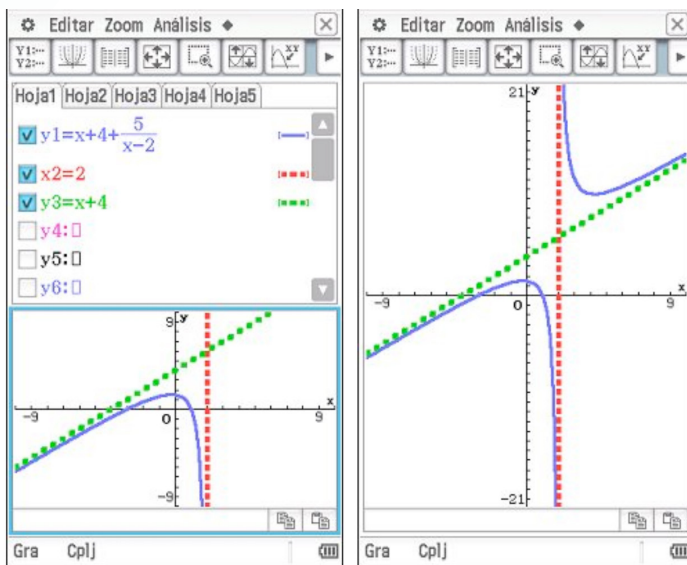 Editar Zoom Análisis
Y1:...
Y2:...
Hoja1 Hoja2 Hoja3 Hoja4 Hoja5
y1=x+4+5/(x-2)
x2=2
y3=x+4
y4:▯
y5:▯
y6:▯
9 y
-9 0 9 x
-9
Gra Cplj
Editar Zoom Análisis
Y1:...
Y2:...
21 y
-9 0 9 x
-21
Gra Cplj